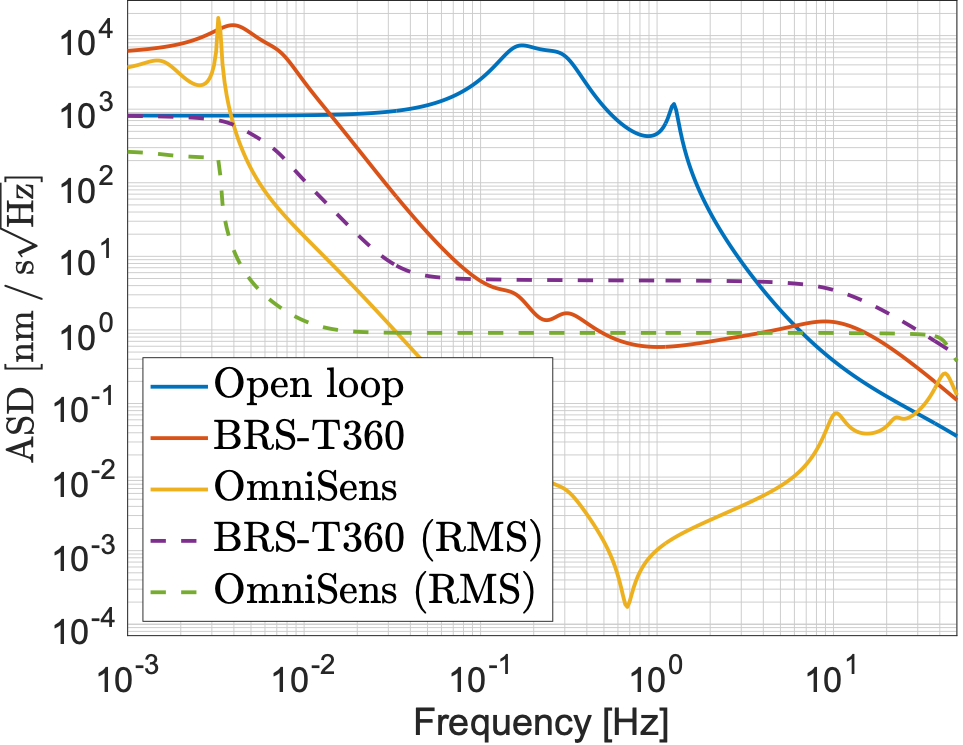 10^4
10^3
10^2
10^1
10^0
10^-1
10^-2
10^-3
10^-4
ASD [nm / s√Hz]
Open loop
BRS-T360
OmniSens
BRS-T360 (RMS)
OmniSens (RMS)
10^-3 10^-2 10^-1 10^0 10^1
Frequency [Hz]